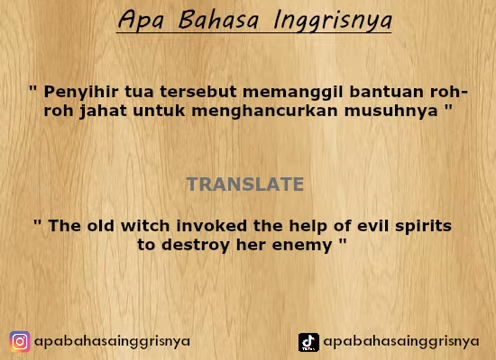 Apa Bahasa Inggrisnya
" Penyihir tua tersebut memanggil bantuan roh-
roh jahat untuk menghancurkan musuhnya "
TRANSLATE
" The old witch invoked the help of evil spirits
to destroy her enemy "
apabahasainggrisnya
apabahasainggrisnya